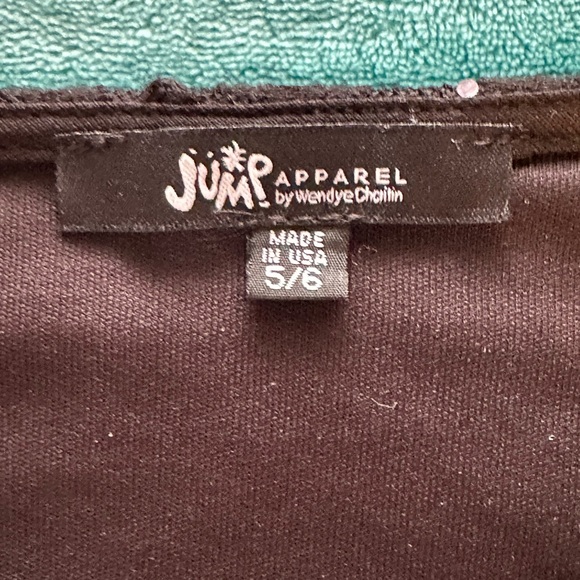 JUMP APPAREL
by Wendye Chaitin
MADE
IN USA
5/6